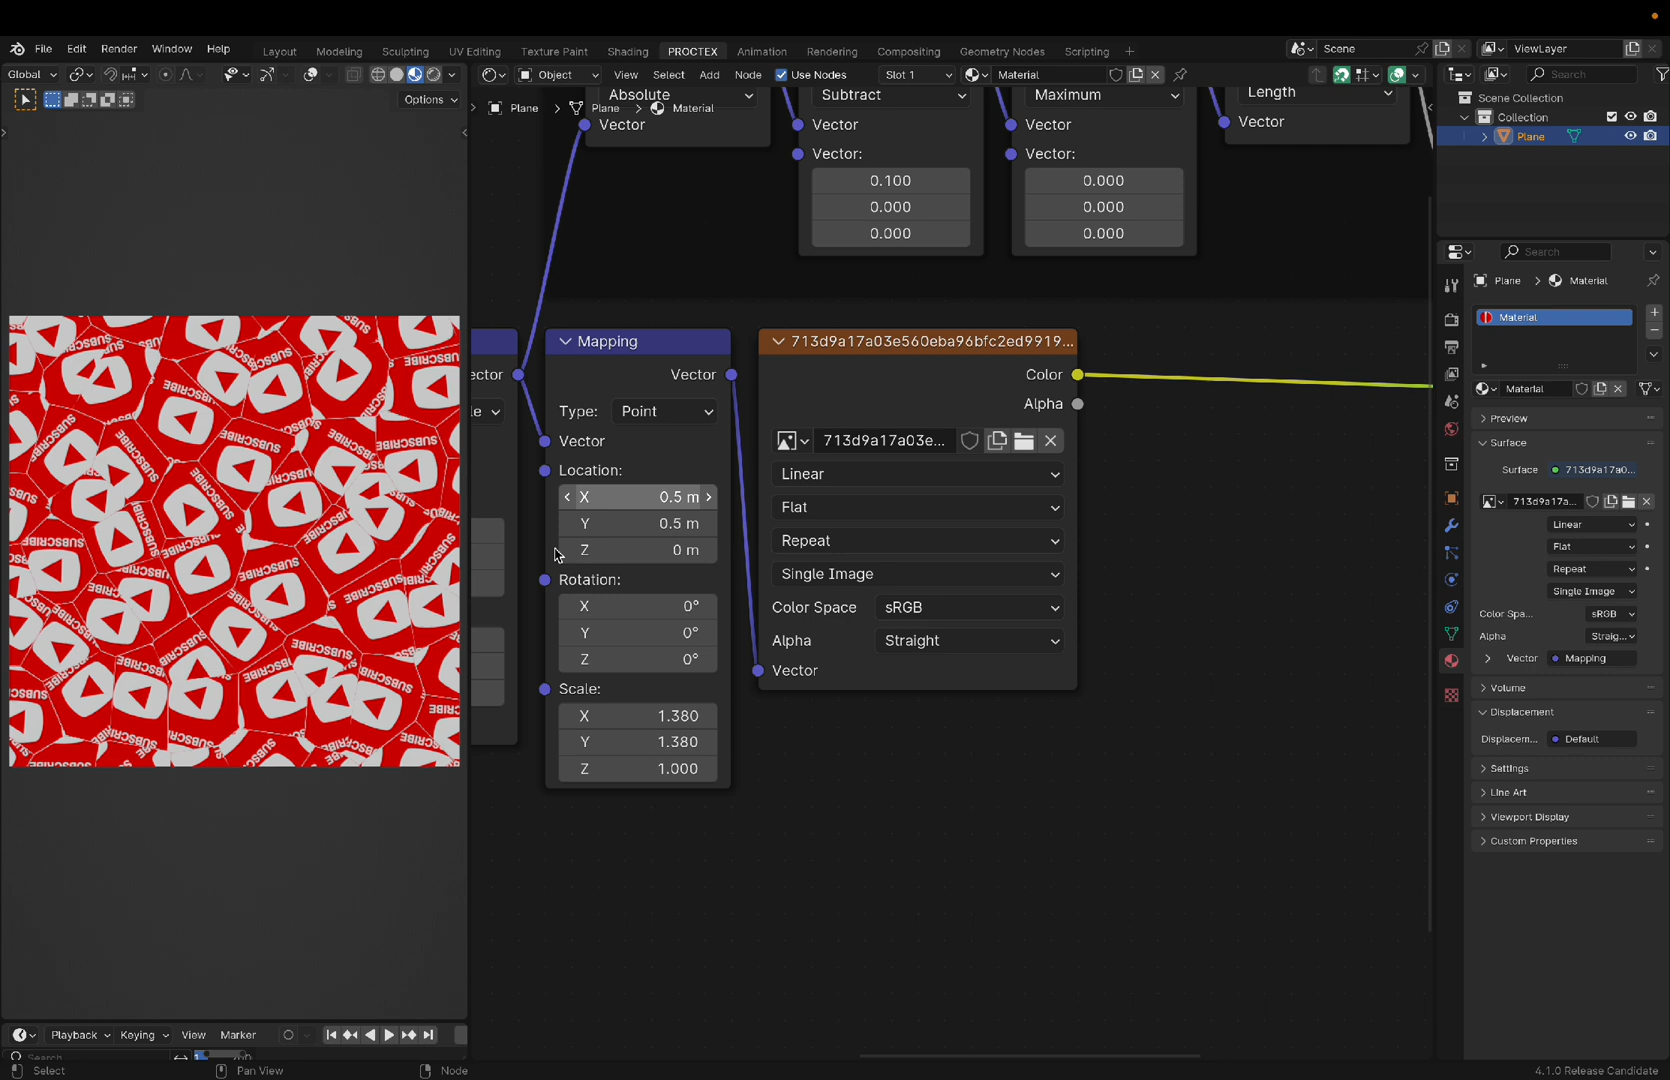 File Edit Render Window Help Layout Modeling Sculpting UV Editing Texture Paint Shading PROCTEX Animation Rendering Compositing Geometry Nodes Scripting + Scene ViewLayer
Global Object View Select Add Node Use Nodes Slot 1 Material Search
Options
Plane > Plane > Material
Absolute
Vector
Subtract
Vector
Vector:
0.100
0.000
0.000
Maximum
Vector
Vector:
0.000
0.000
0.000
Length
Vector
Scene Collection
Collection
Plane
Search
Plane > Material
Material
Material
Preview
Surface
Surface 713d9a17a0...
713d9a17a...
Linear
Flat
Repeat
Single Image
Color Spa... sRGB
Alpha Straig...
Vector Mapping
Volume
Displacement
Displacem... Default
Settings
Line Art
Viewport Display
Custom Properties
ector
le
Mapping
Vector
Type: Point
Vector
Location:
X 0.5 m
Y 0.5 m
Z 0 m
Rotation:
X 0°
Y 0°
Z 0°
Scale:
X 1.380
Y 1.380
Z 1.000
713d9a17a03e560eba96bfc2ed9919...
Color
Alpha
713d9a17a03e...
Linear
Flat
Repeat
Single Image
Color Space sRGB
Alpha Straight
Vector
SUBSCRIBE
SUBSCRIBE
SUBSCRIBE
SUBSCRIBE
Playback Keying View Marker
Search
Select Pan View Node 4.1.0 Release Candidate